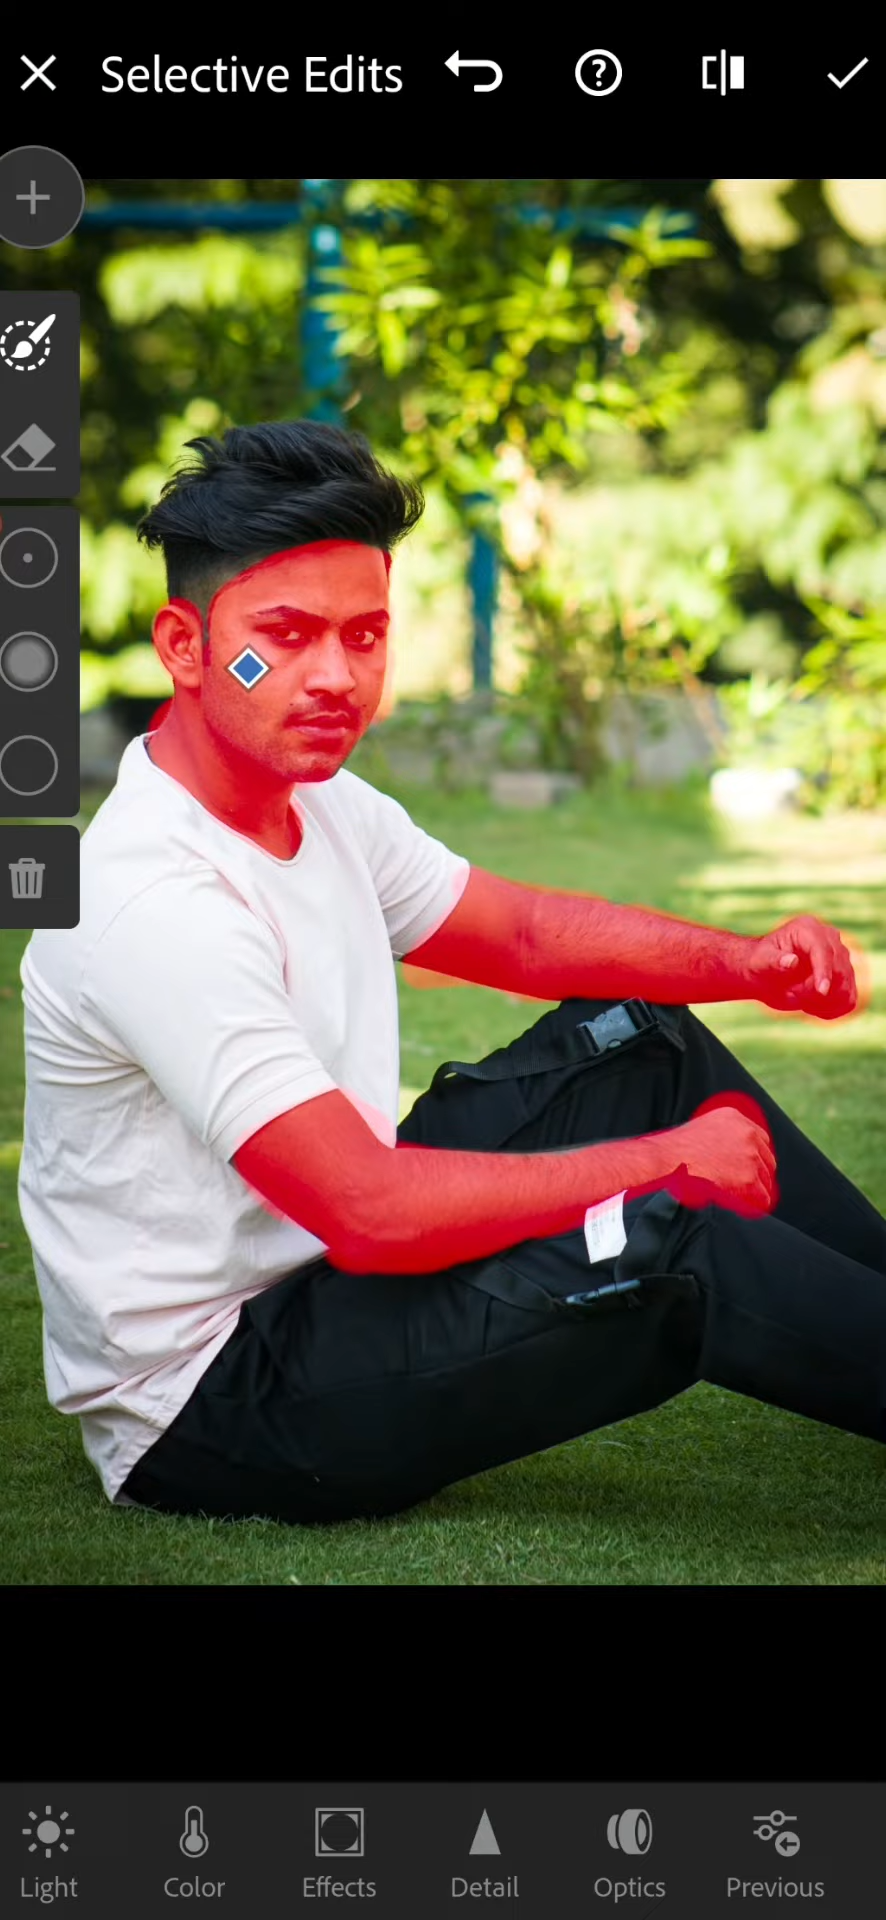 Selective Edits
Light
Color
Effects
Detail
Optics
Previous